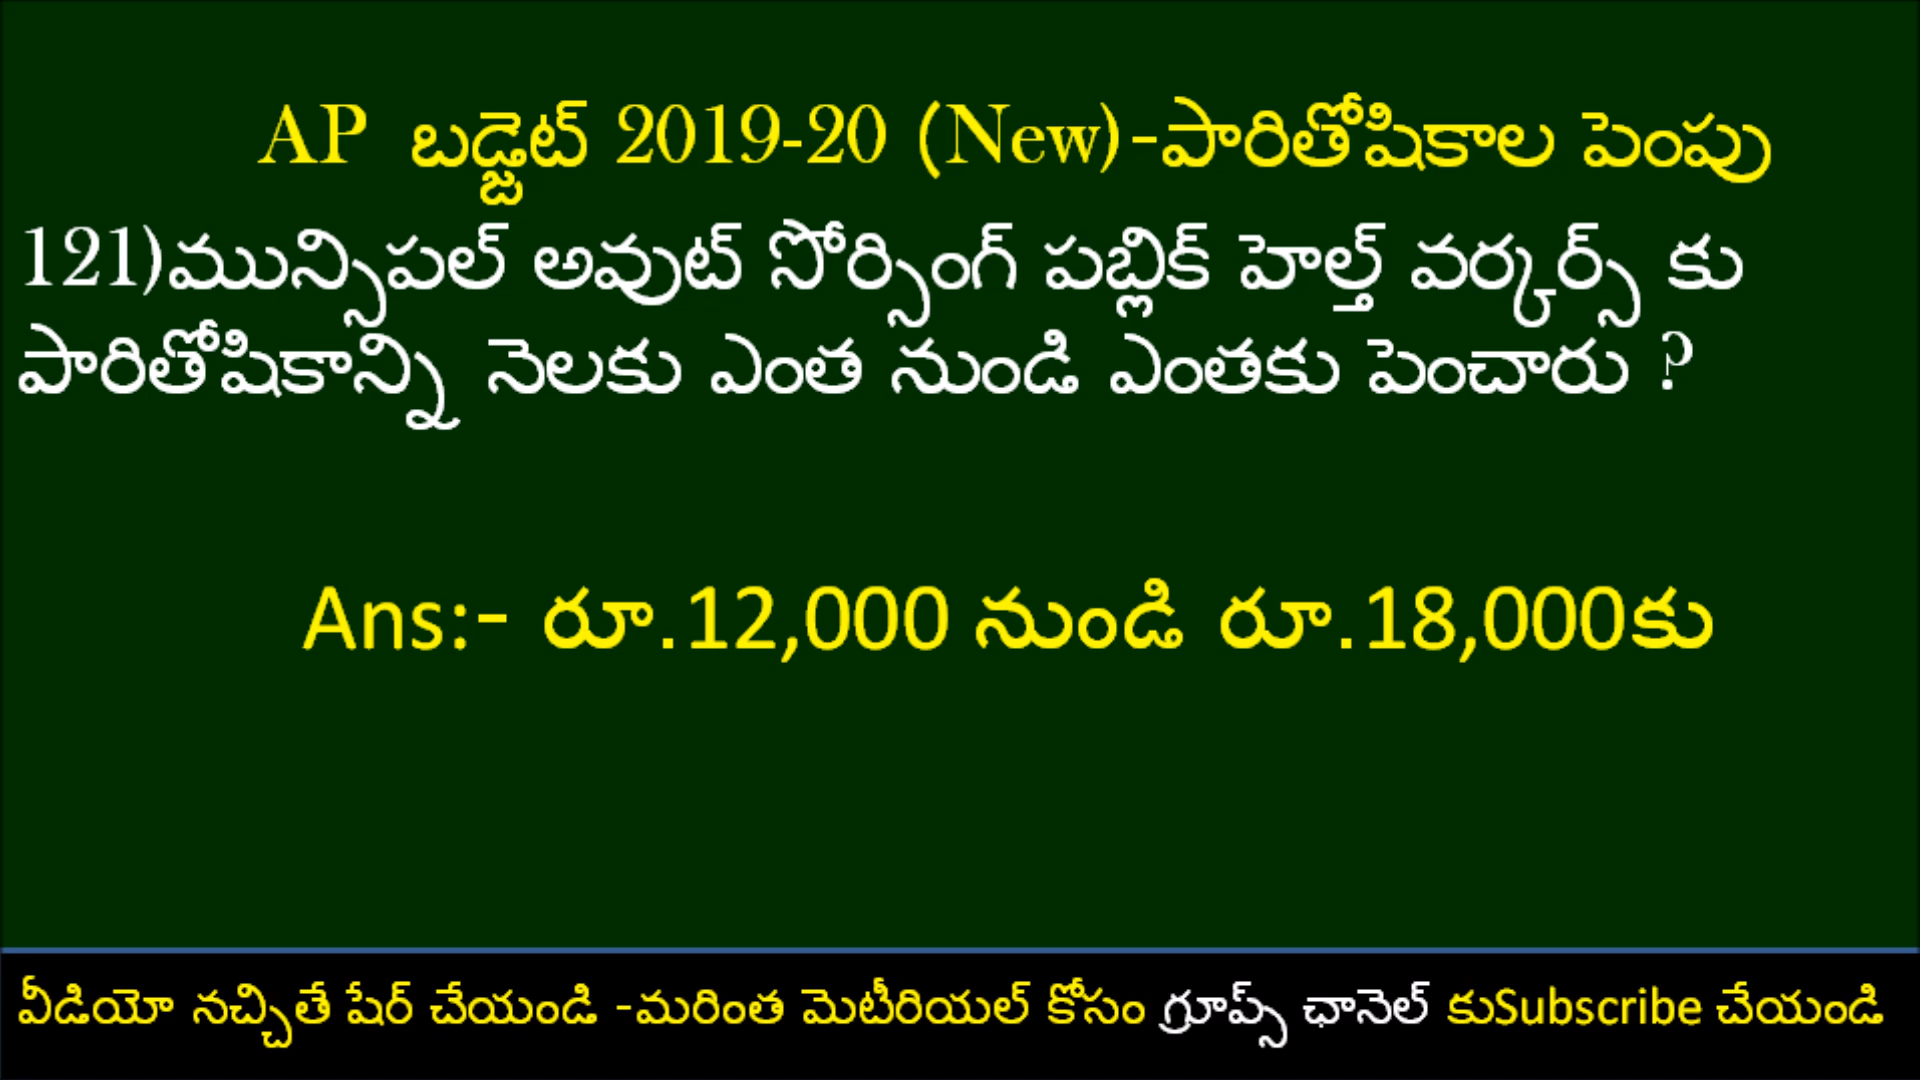 AP బడ్జెట్ 2019-20 (New)-పారితోషికాల పెంపు
121)మున్సిపల్ అవుట్ సోర్సింగ్ పబ్లిక్ హెల్త్ వర్కర్స్ కు
పారితోషికాన్ని నెలకు ఎంత నుండి ఎంతకు పెంచారు ?
Ans:- రూ.12,000 నుండి రూ.18,000కు
వీడియో నచ్చితే షేర్ చేయండి -మరింత మెటీరియల్ కోసం గ్రూప్స్ ఛానెల్ కుSubscribe చేయండి